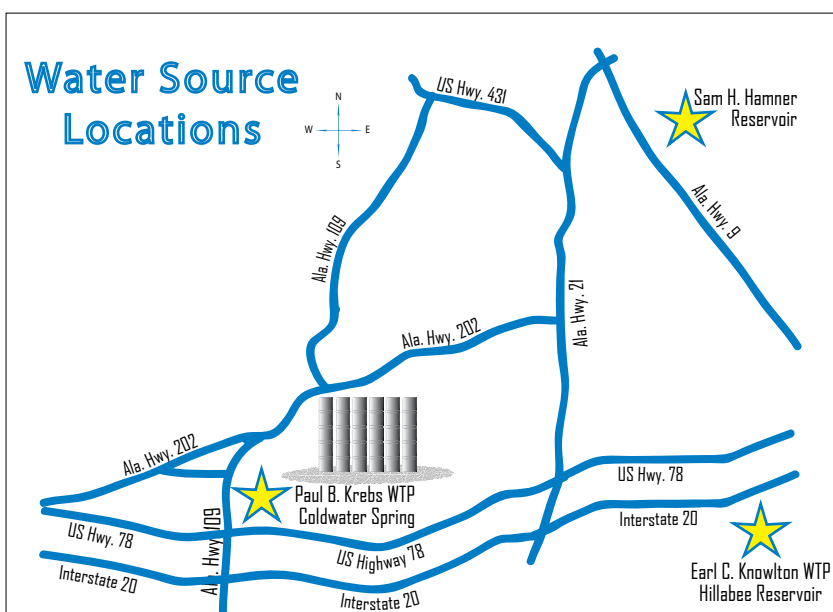 Water Source
Locations
N
W
E
S
US Hwy. 431
Sam H. Hamner
Reservoir
Ala. Hwy. 109
Ala. Hwy. 9
Ala. Hwy. 21
Ala. Hwy. 202
Ala. Hwy. 202
US Hwy. 78
Paul B. Krebs WTP
Coldwater Spring
Ala. Hwy 109
US Hwy. 78
Interstate 20
US Highway 78
Interstate 20
Interstate 20
Earl C. Knowlton WTP
Hillabee Reservoir